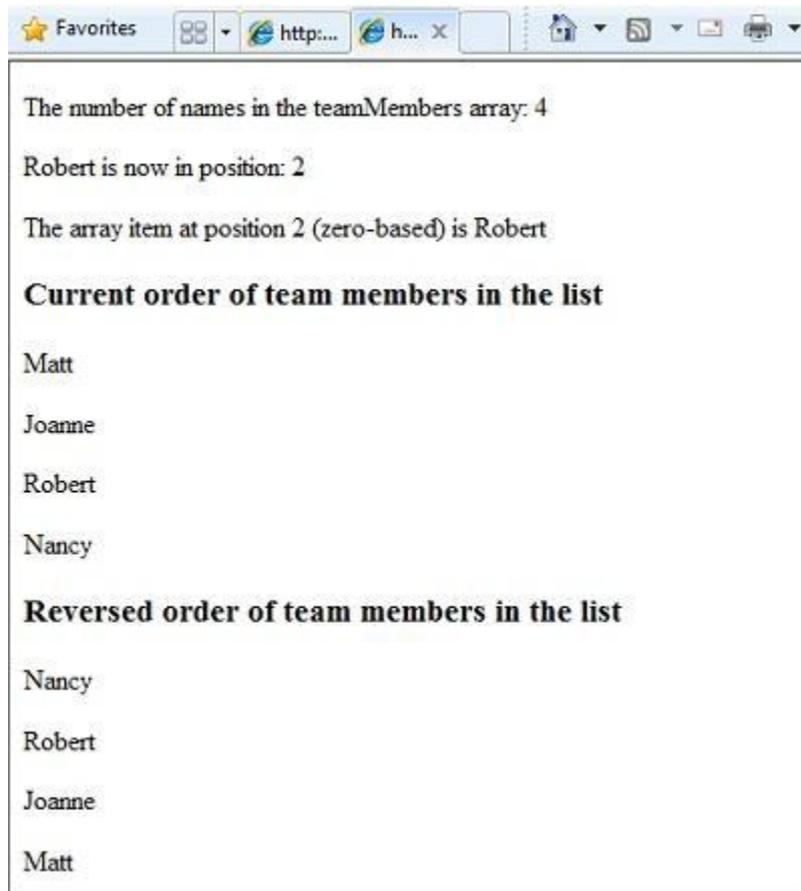 Favorites
http:...
h...
The number of names in the teamMembers array: 4
Robert is now in position: 2
The array item at position 2 (zero-based) is Robert
Current order of team members in the list
Matt
Joanne
Robert
Nancy
Reversed order of team members in the list
Nancy
Robert
Joanne
Matt